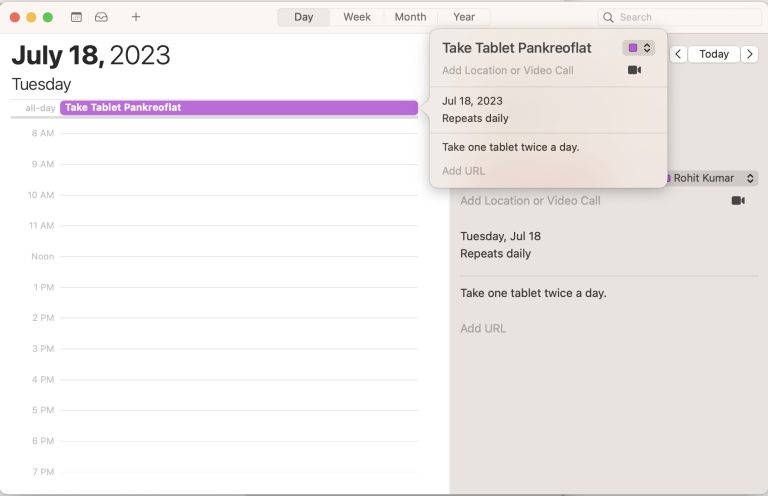 Day Week Month Year
Search
July 18, 2023
Tuesday
Today
all-day Take Tablet Pankreoflat
8 AM
9 AM
10 AM
11 AM
Noon
1 PM
2 PM
3 PM
4 PM
5 PM
6 PM
7 PM
Take Tablet Pankreoflat
Add Location or Video Call
Jul 18, 2023
Repeats daily
Take one tablet twice a day.
Add URL
Rohit Kumar
Add Location or Video Call
Tuesday, Jul 18
Repeats daily
Take one tablet twice a day.
Add URL